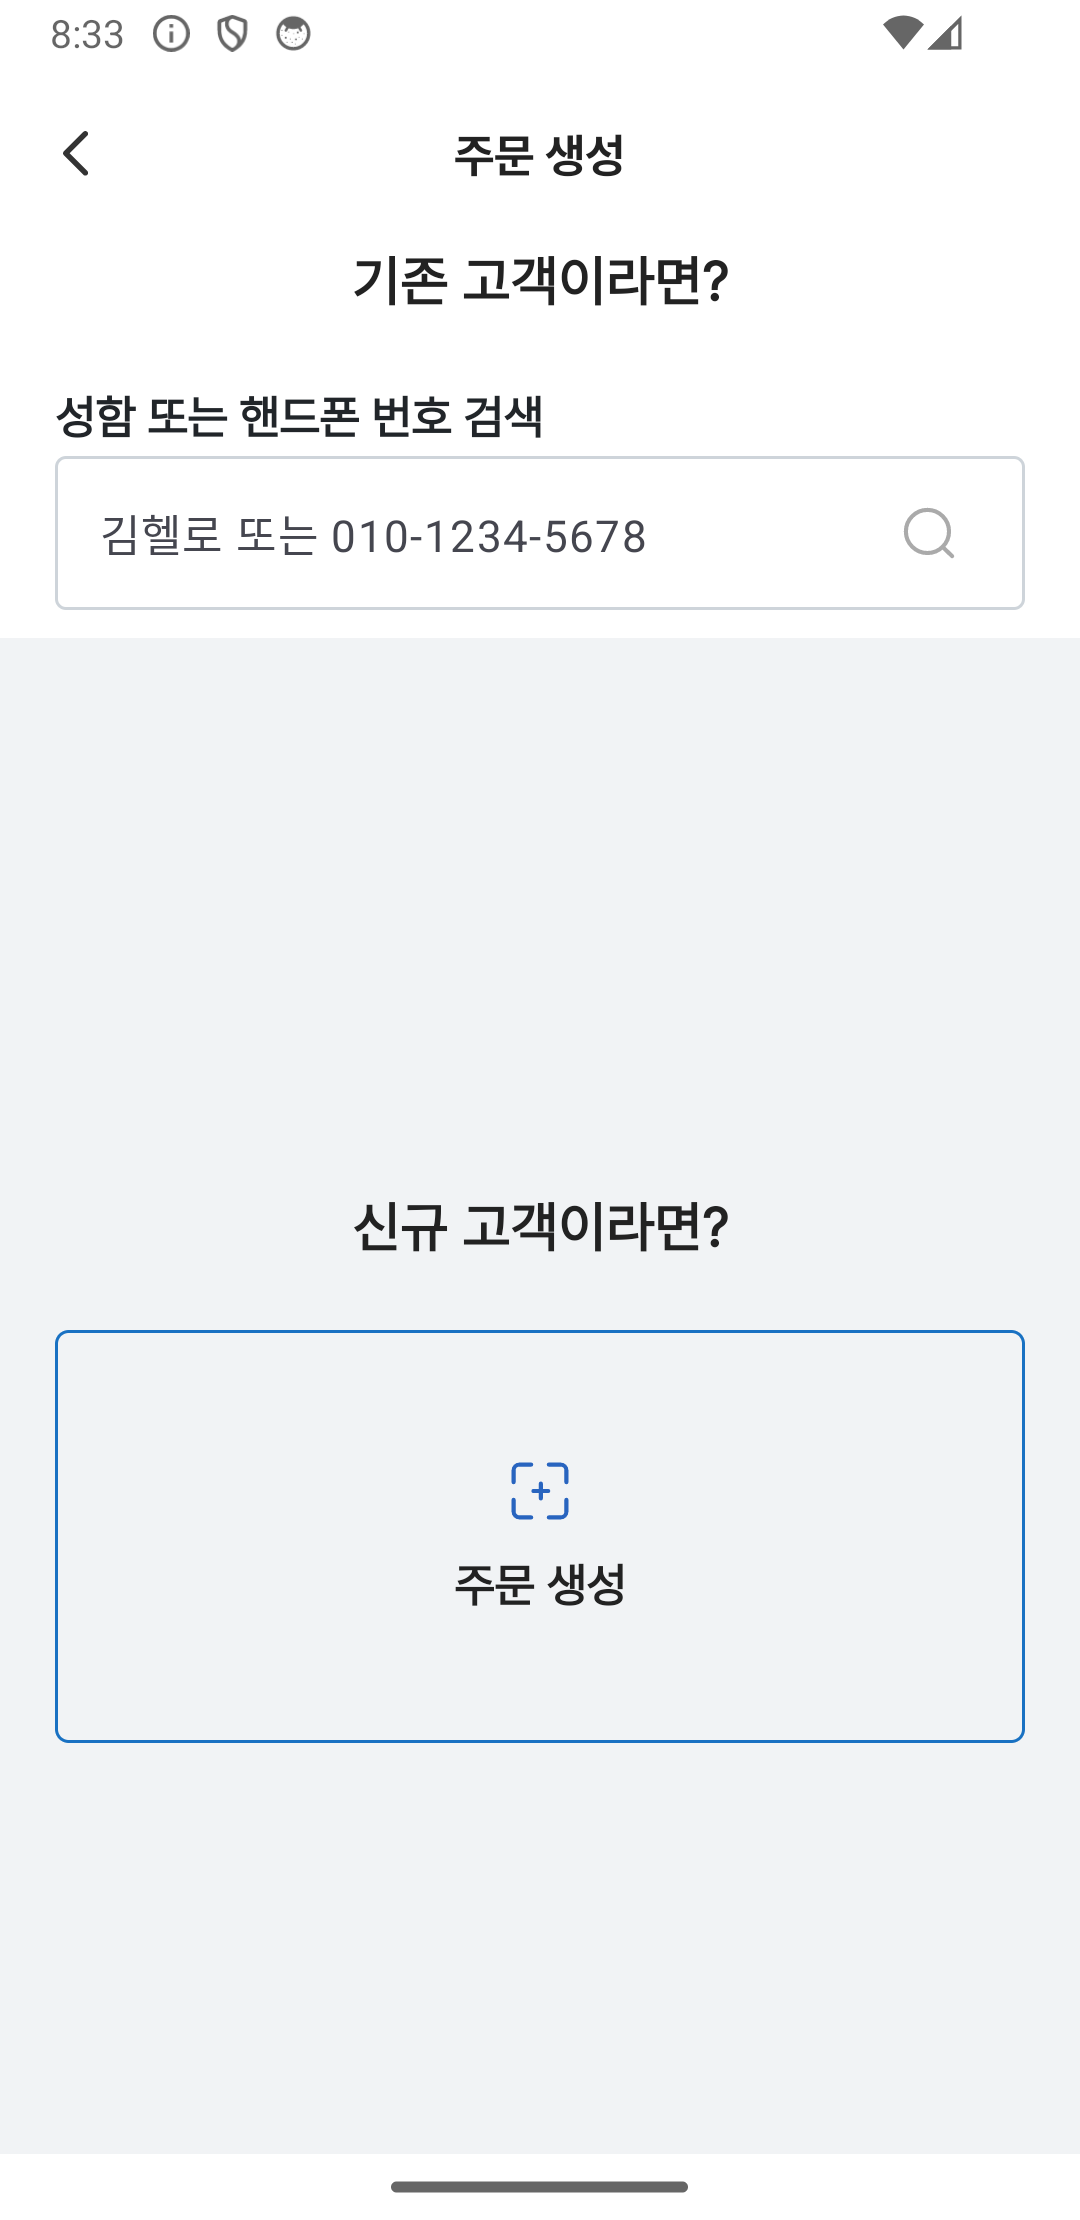 8:33
주문 생성
기존 고객이라면?
성함 또는 핸드폰 번호 검색
김헬로 또는 010-1234-5678
신규 고객이라면?
주문 생성